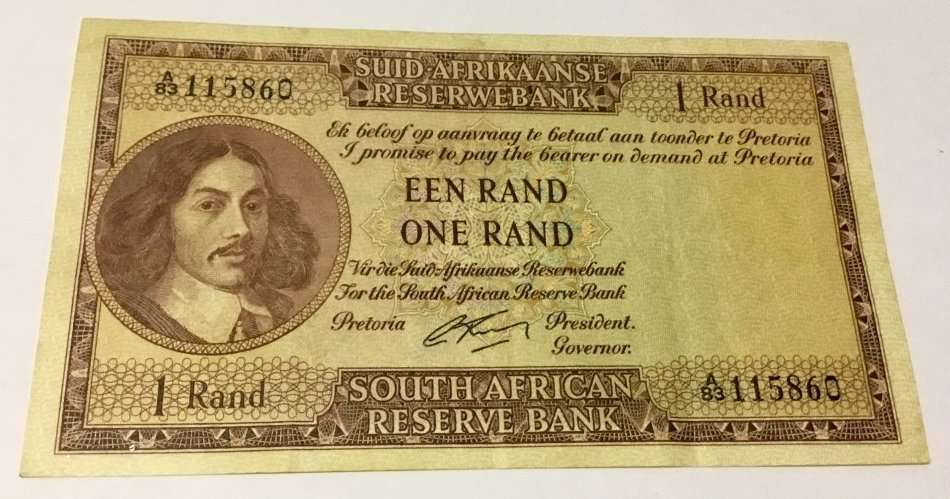 A/83 115860
SUID-AFRIKAANSE
RESERWEBANK
1 Rand
Ek beloof op aanvraag te betaal aan toonder te Pretoria
I promise to pay the bearer on demand at Pretoria
EEN RAND
ONE RAND
Vir die Suid-Afrikaanse Reserwebank
For the South African Reserve Bank
Pretoria President.
Governor.
1 Rand
SOUTH AFRICAN
RESERVE BANK
A/83 115860